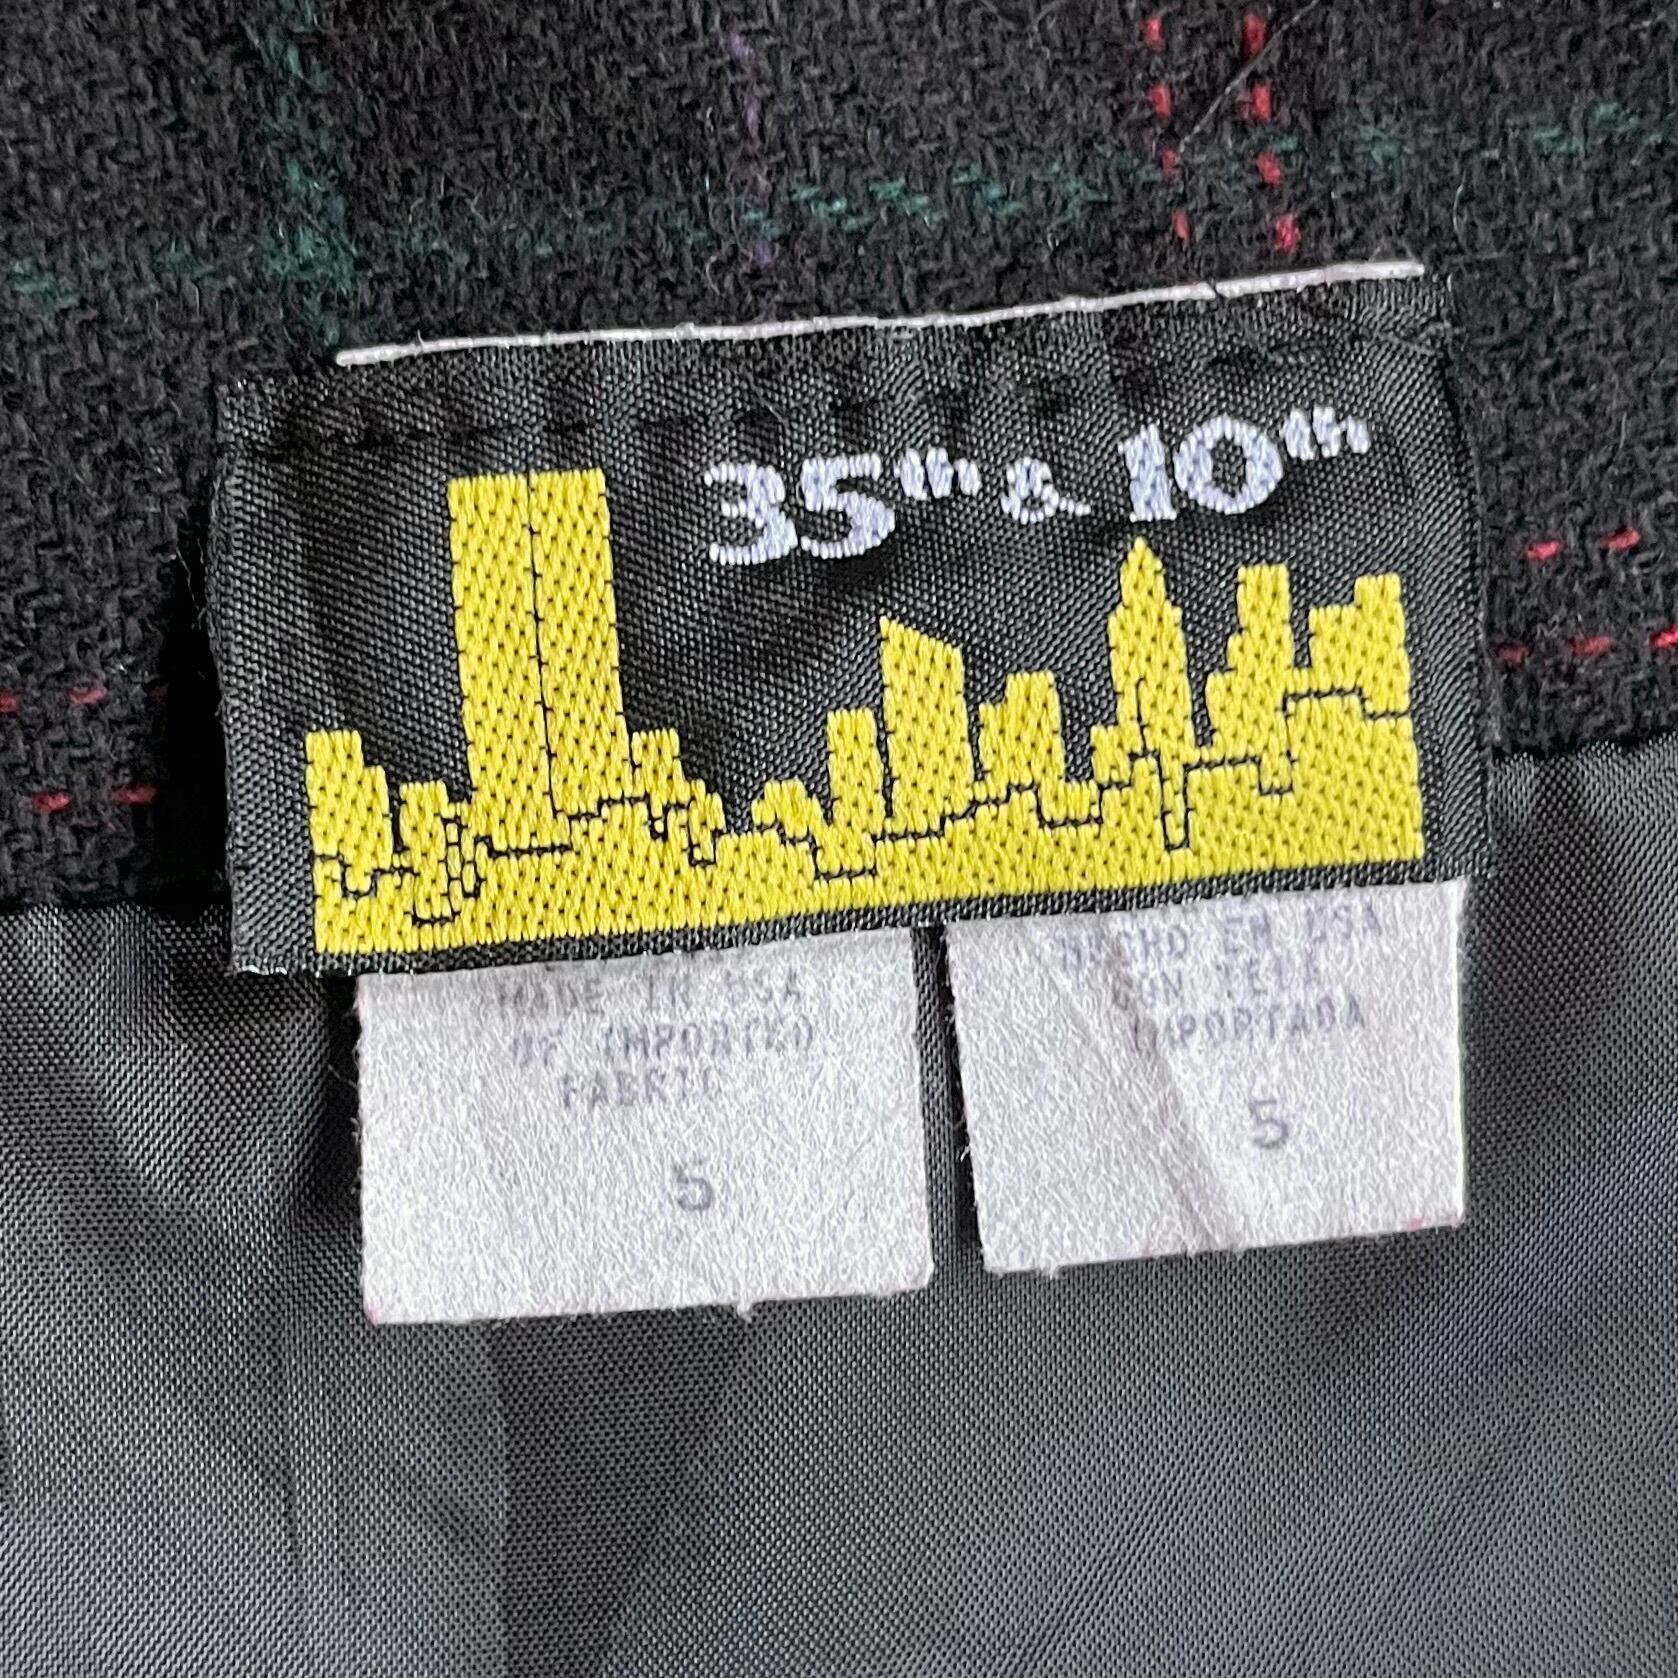 35th & 10th
MADE IN USA
OF IMPORTED
FABRIC
5
HECHO EN USA
CON TELA
IMPORTADA
5